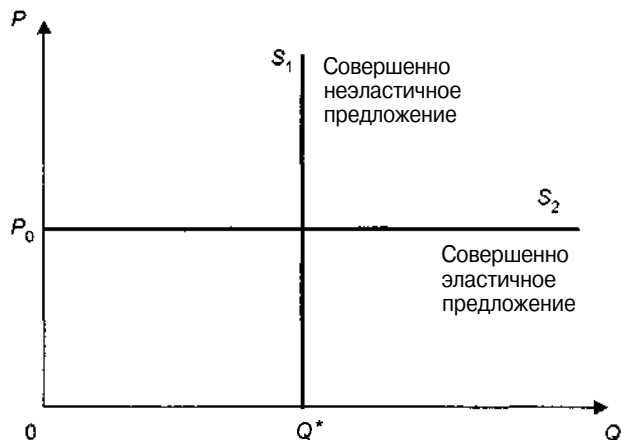 P
S₁
Совершенно
неэластичное
предложение
S₂
P₀
Совершенно
эластичное
предложение
0
Q*
Q